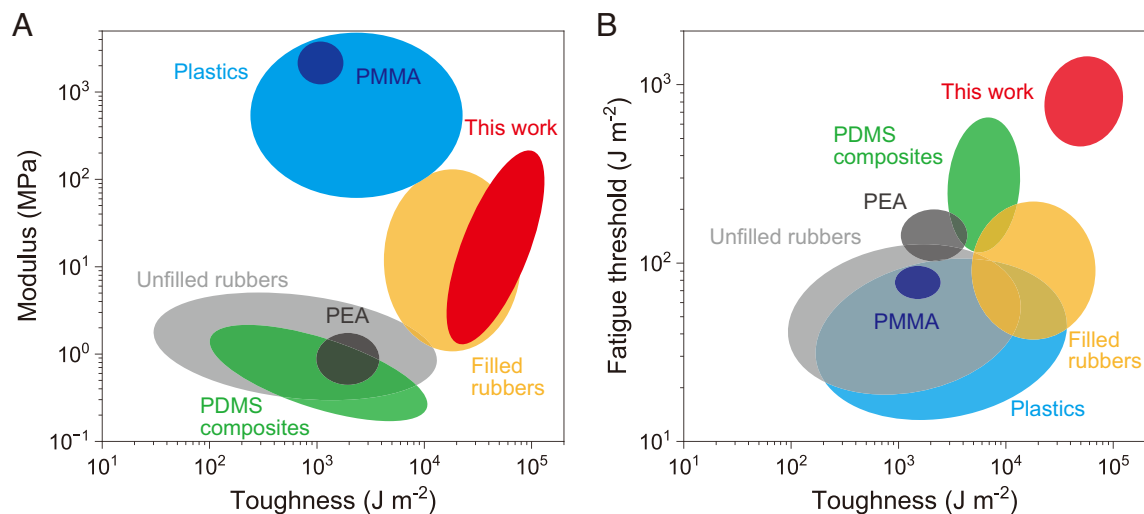 A
Modulus (MPa)
10³
10²
10¹
10⁰
10⁻¹
Plastics
PMMA
This work
Unfilled rubbers
PEA
Filled
rubbers
PDMS
composites
10¹
10²
10³
10⁴
10⁵
Toughness (J m⁻²)
B
Fatigue threshold (J m⁻²)
10³
10²
10¹
This work
PDMS
composites
PEA
Unfilled rubbers
PMMA
Filled
rubbers
Plastics
10¹
10²
10³
10⁴
10⁵
Toughness (J m⁻²)